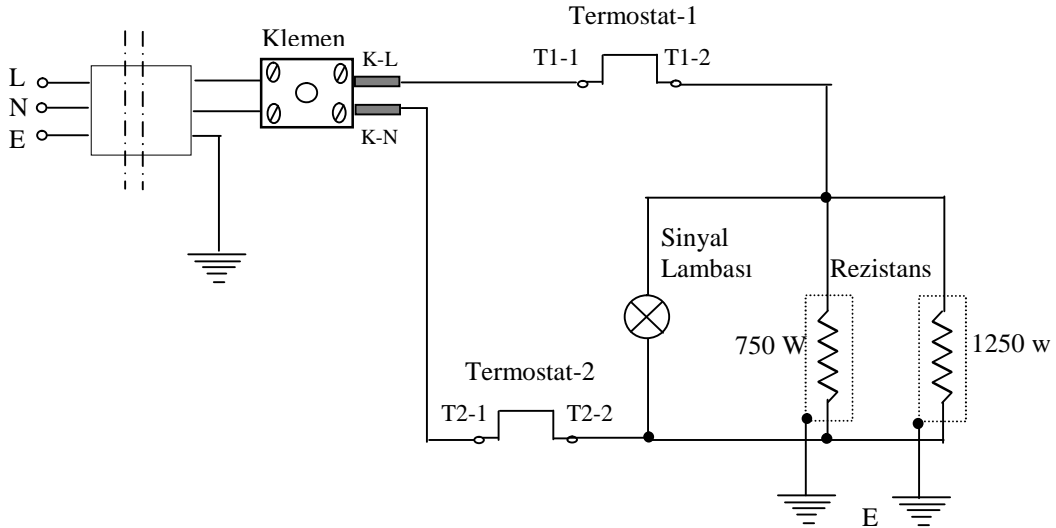 Termostat-1
Klemen
K-L
T1-1
T1-2
L
N
E
K-N
Sinyal
Lambası
Rezistans
750 W
1250 w
Termostat-2
T2-1
T2-2
E